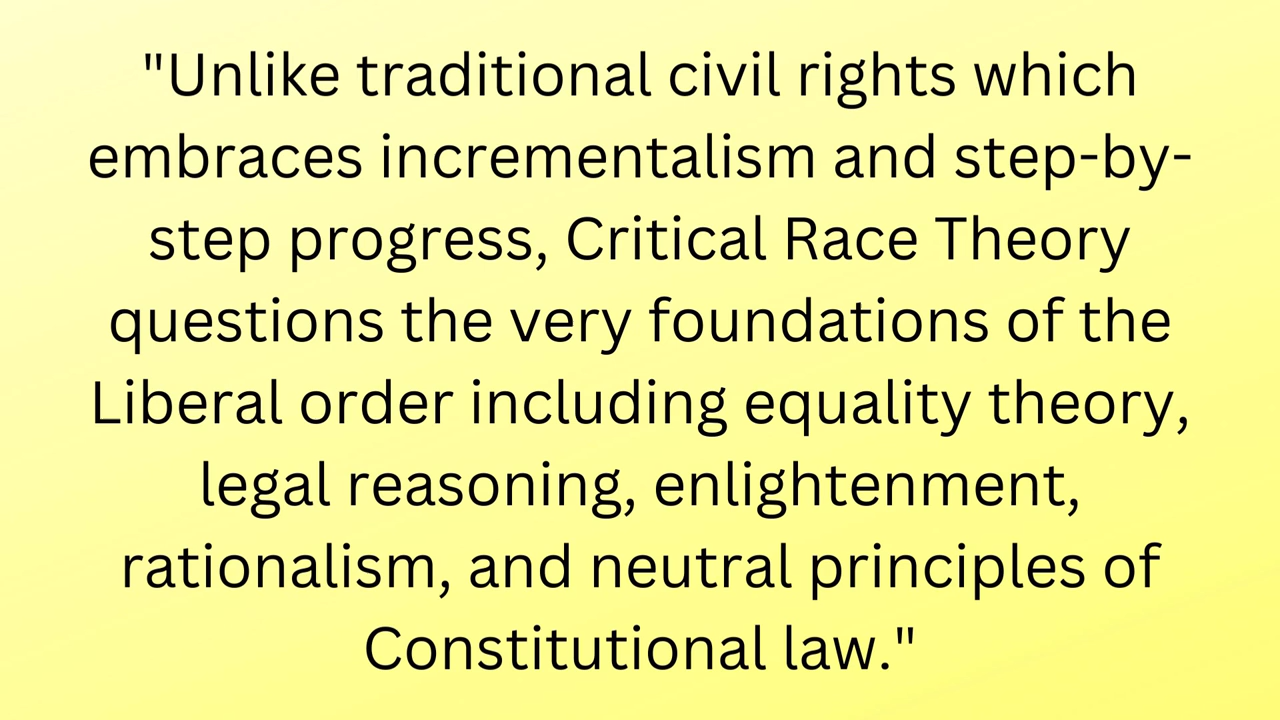 "Unlike traditional civil rights which
embraces incrementalism and step-by-
step progress, Critical Race Theory
questions the very foundations of the
Liberal order including equality theory,
legal reasoning, enlightenment,
rationalism, and neutral principles of
Constitutional law."